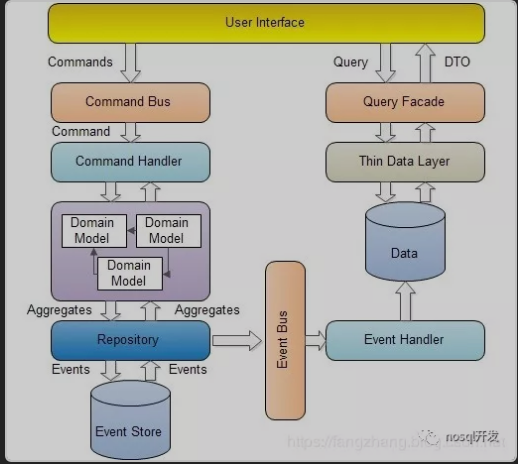 User Interface
Commands
Query
DTO
Command Bus
Query Facade
Command
Command Handler
Thin Data Layer
Domain
Model
Domain
Model
Domain
Model
Data
Aggregates
Aggregates
Event Bus
Repository
Event Handler
Events
Events
Event Store
nosql开发